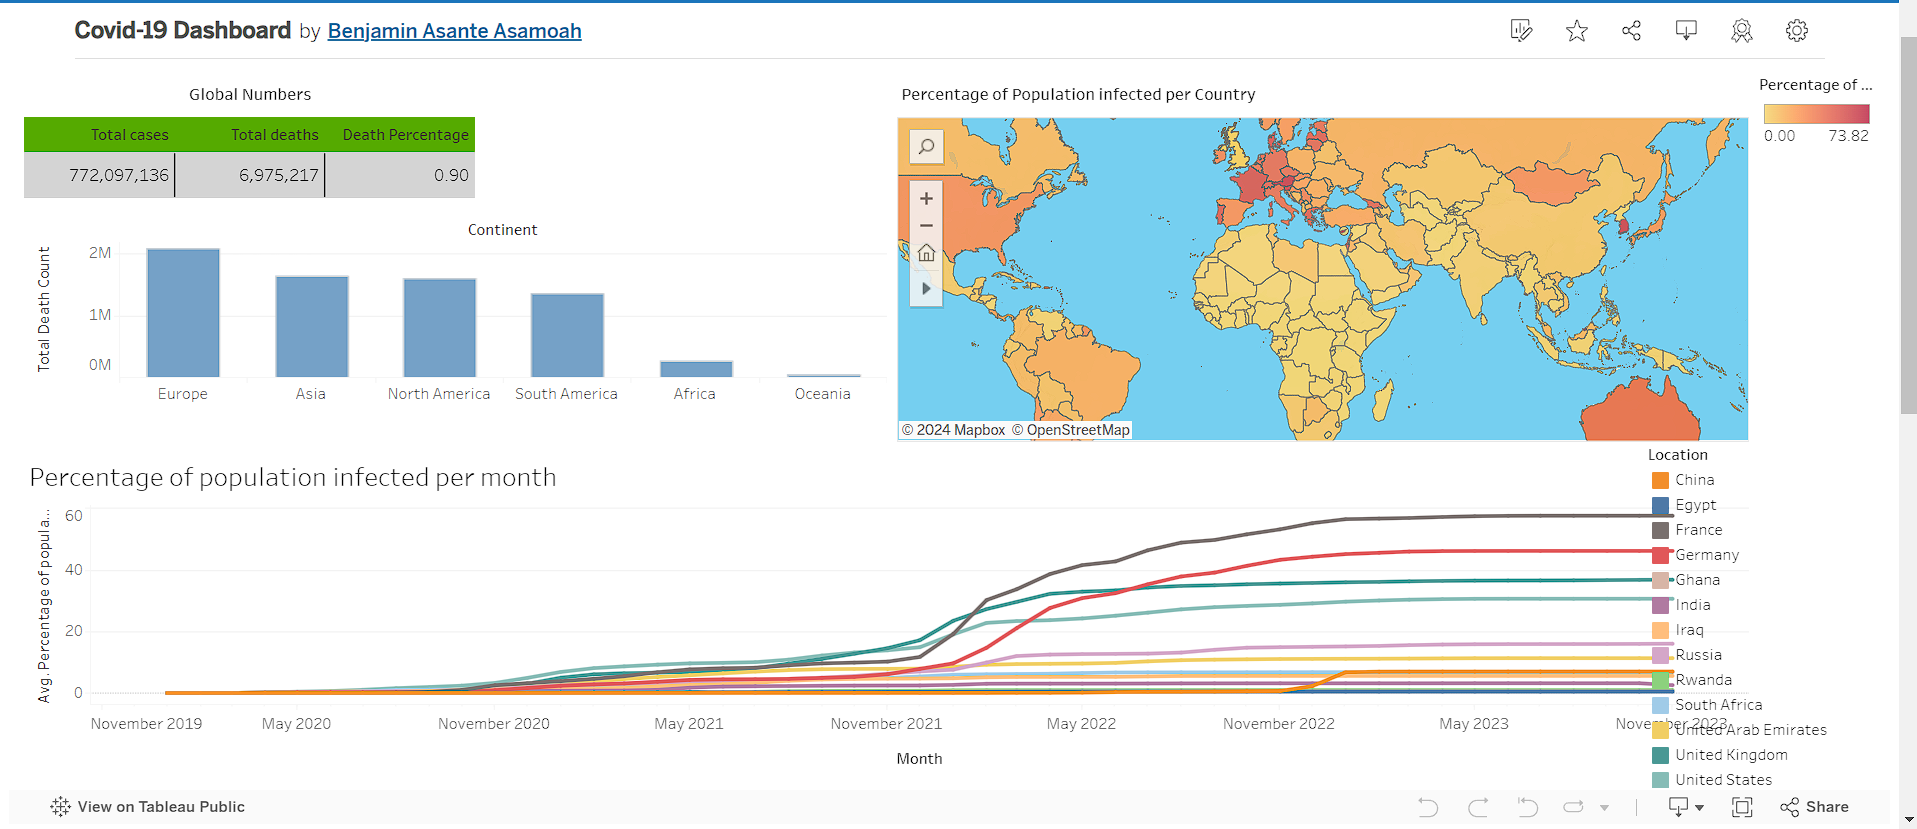 Covid-19 Dashboard by Benjamin Asante Asamoah
Global Numbers
Total cases Total deaths Death Percentage
772,097,136 6,975,217 0.90
Continent
Total Death Count
2M
1M
0M
Europe Asia North America South America Africa Oceania
Percentage of Population infected per Country
© 2024 Mapbox © OpenStreetMap
Percentage of ...
0.00 73.82
Percentage of population infected per month
Avg. Percentage of popula...
60
40
20
0
November 2019 May 2020 November 2020 May 2021 November 2021 May 2022 November 2022 May 2023 November 2023
Month
Location
China
Egypt
France
Germany
Ghana
India
Iraq
Russia
Rwanda
South Africa
United Arab Emirates
United Kingdom
United States
View on Tableau Public
Share